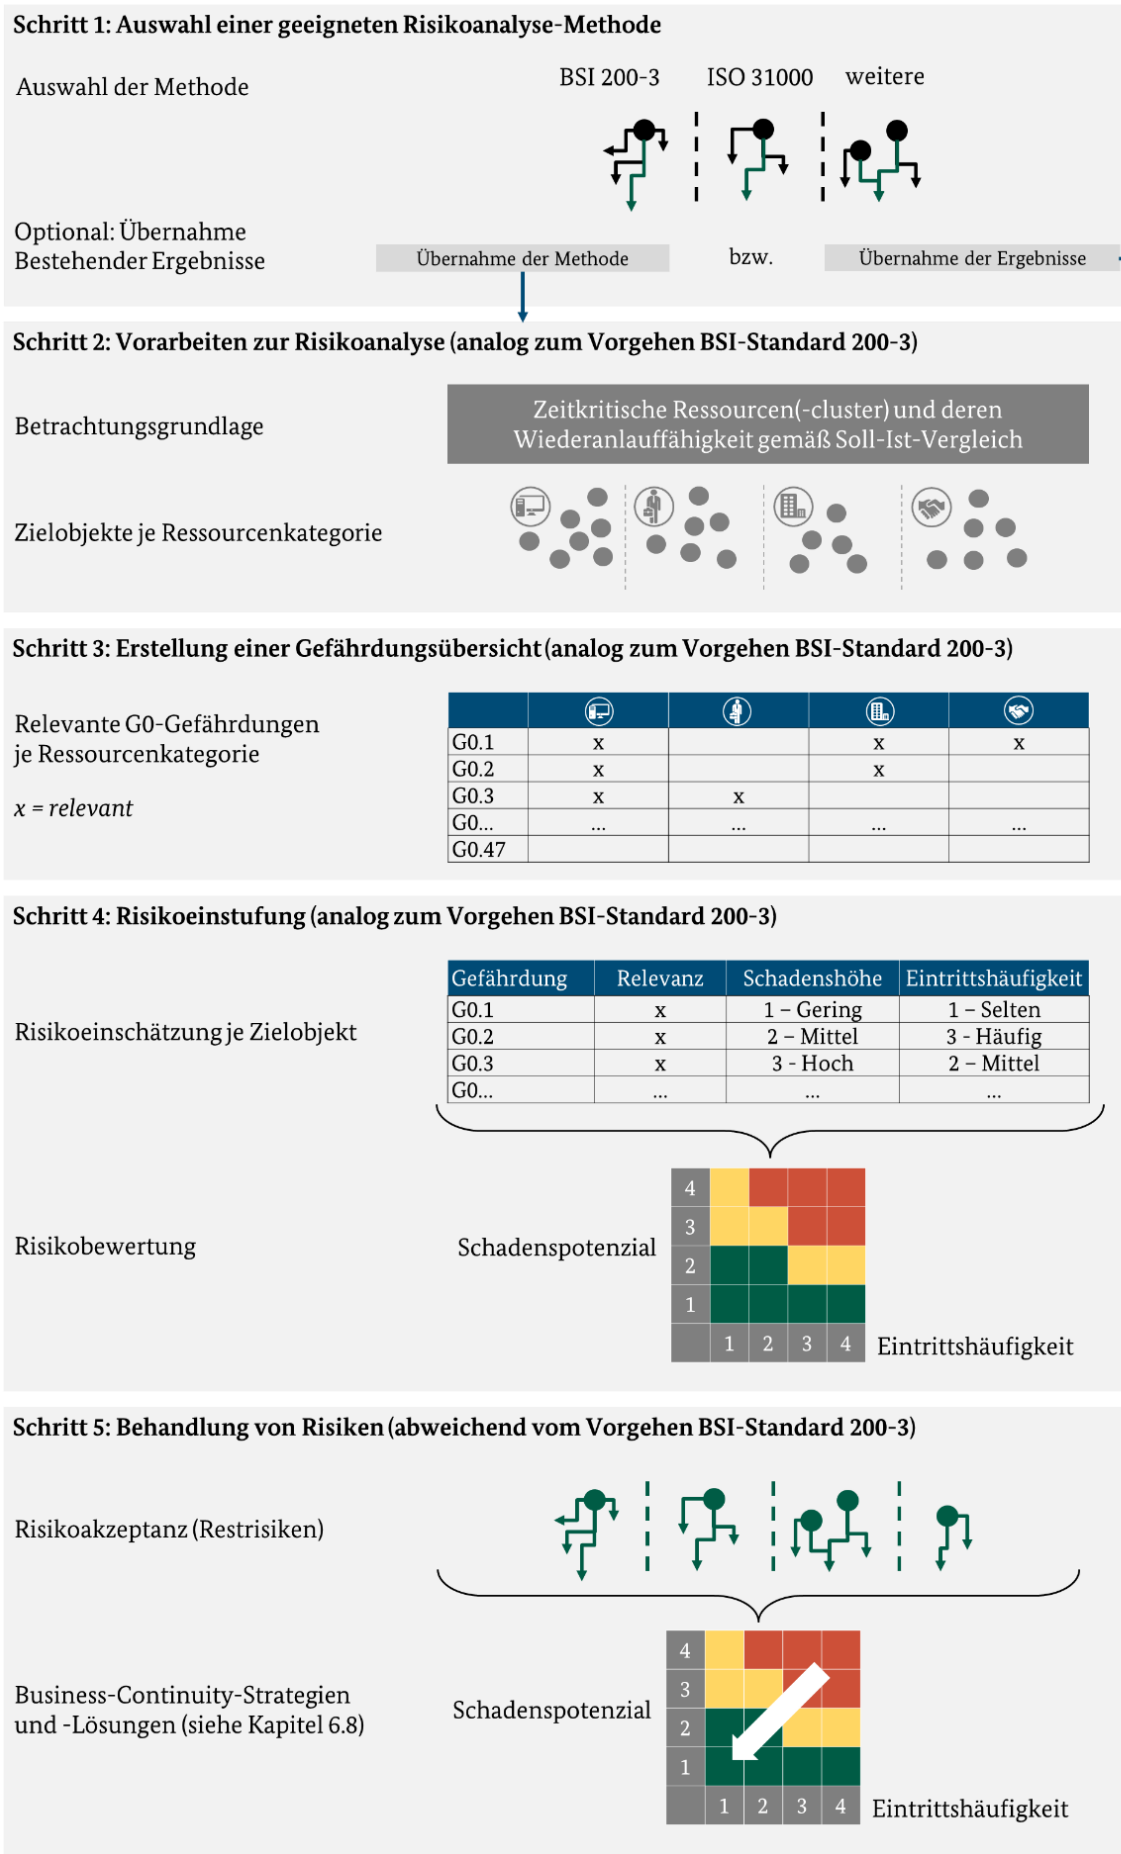 Schritt 1: Auswahl einer geeigneten Risikoanalyse-Methode
Auswahl der Methode
BSI 200-3 ISO 31000 weitere
Optional: Übernahme
Bestehender Ergebnisse
Übernahme der Methode bzw. Übernahme der Ergebnisse
Schritt 2: Vorarbeiten zur Risikoanalyse (analog zum Vorgehen BSI-Standard 200-3)
Betrachtungsgrundlage
Zeitkritische Ressourcen(-cluster) und deren
Wiederanlauffähigkeit gemäß Soll-Ist-Vergleich
Zielobjekte je Ressourcenkategorie
Schritt 3: Erstellung einer Gefährdungsübersicht (analog zum Vorgehen BSI-Standard 200-3)
Relevante G0-Gefährdungen
je Ressourcenkategorie
x = relevant
G0.1 x x x
G0.2 x x
G0.3 x x
G0... ... ... ... ...
G0.47
Schritt 4: Risikoeinstufung (analog zum Vorgehen BSI-Standard 200-3)
Risikoeinschätzung je Zielobjekt
Gefährdung Relevanz Schadenshöhe Eintrittshäufigkeit
G0.1 x 1 – Gering 1 – Selten
G0.2 x 2 – Mittel 3 - Häufig
G0.3 x 3 - Hoch 2 – Mittel
G0... ... ... ...
Risikobewertung
Schadenspotenzial
4
3
2
1
1 2 3 4 Eintrittshäufigkeit
Schritt 5: Behandlung von Risiken (abweichend vom Vorgehen BSI-Standard 200-3)
Risikoakzeptanz (Restrisiken)
Business-Continuity-Strategien
und -Lösungen (siehe Kapitel 6.8)
Schadenspotenzial
4
3
2
1
1 2 3 4 Eintrittshäufigkeit